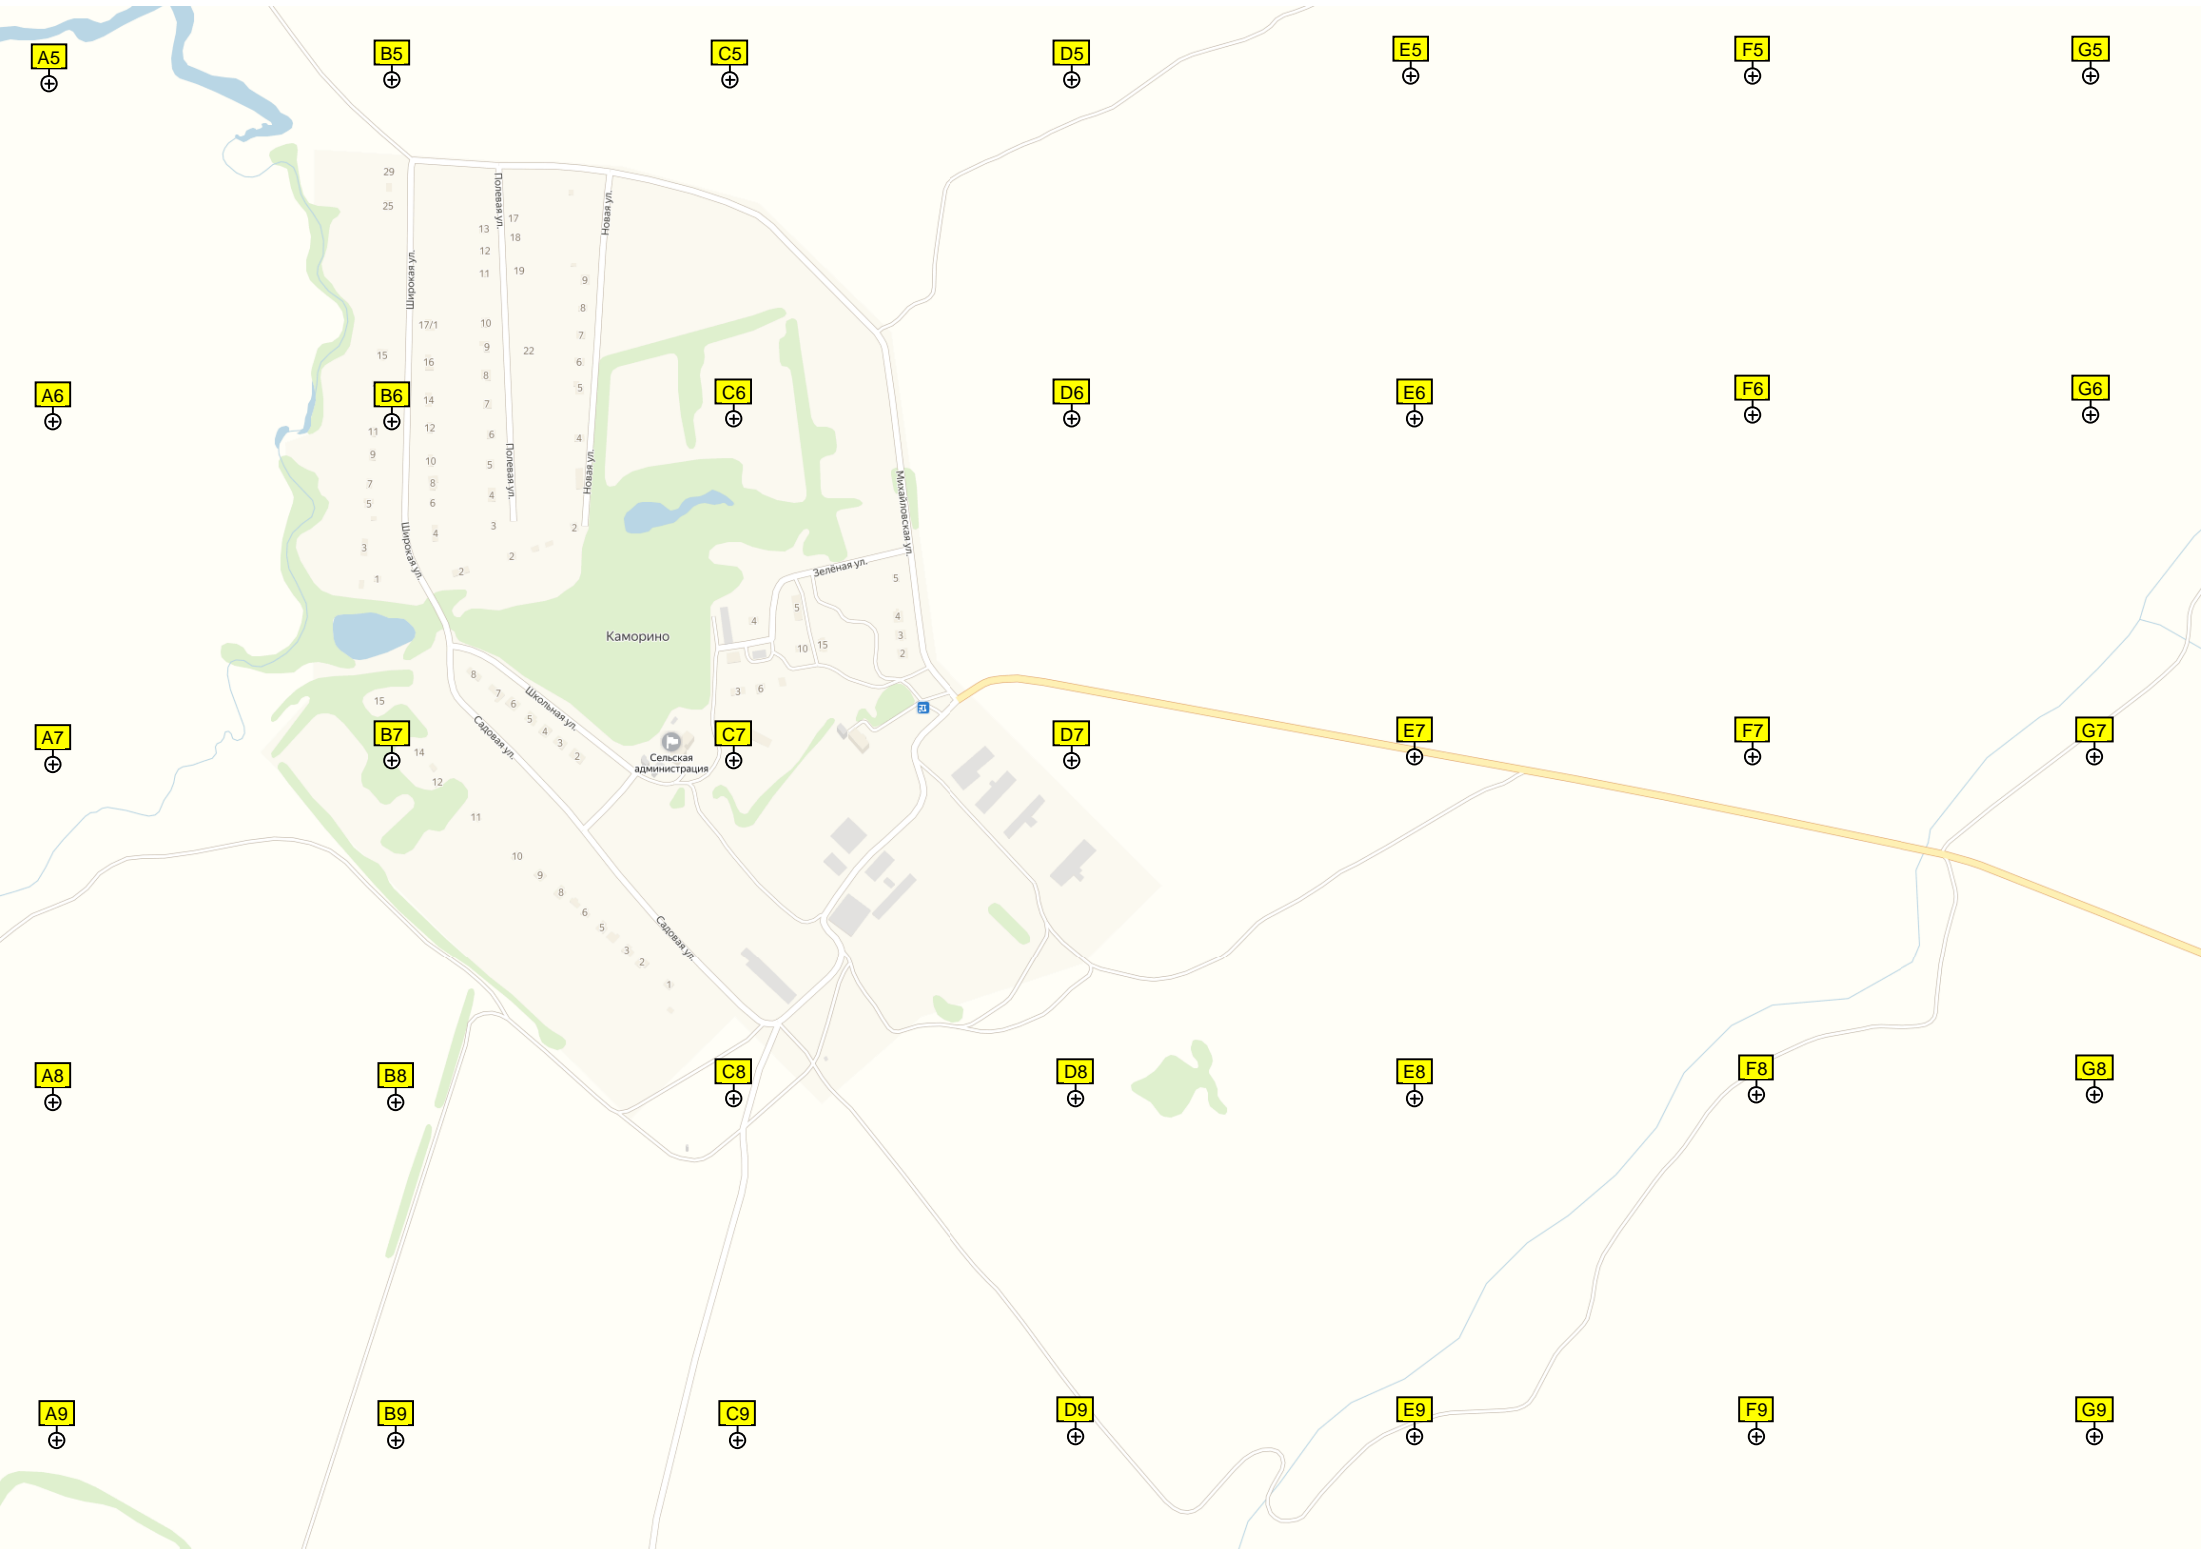 A5
B5
C5
D5
E5
F5
G5
29
25
Полевая ул.
Новая ул.
17
13
18
12
11
19
Широкая ул.
9
8
17/1
10
7
15
9
22
16
6
8
5
A6
B6
C6
D6
E6
F6
G6
14
7
11
12
6
4
9
10
5
Полевая ул.
Новая ул.
7
8
5
6
4
Михайловская ул.
3
2
Широкая ул.
4
3
2
1
2
Зелёная ул.
5
5
4
4
Каморино
3
10
15
2
8
7
6
Школьная ул.
3
6
15
5
Садовая ул.
4
3
2
A7
B7
C7
D7
E7
F7
G7
14
12
Сельская
администрация
11
10
9
8
6
5
Садовая ул.
3
2
1
A8
B8
C8
D8
E8
F8
G8
A9
B9
C9
D9
E9
F9
G9